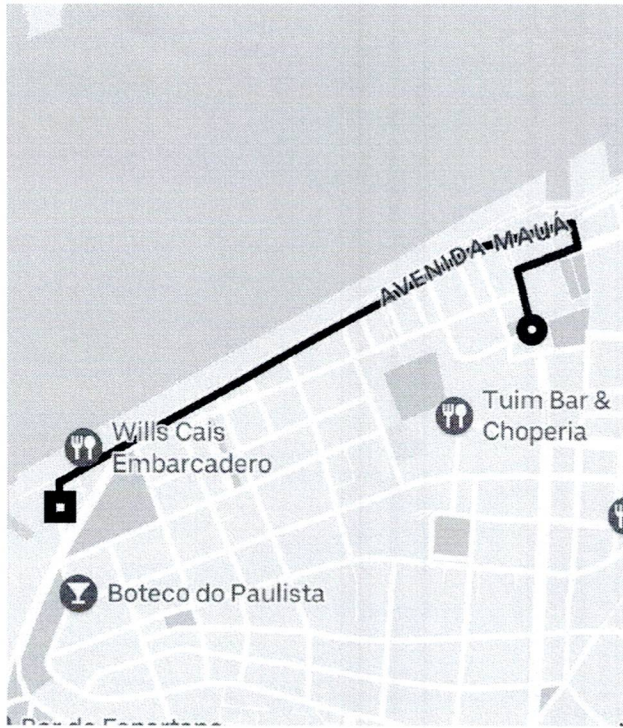 AVENIDA MAUÁ
Wills Cais
Embarcadero
Tuim Bar &
Choperia
Boteco do Paulista